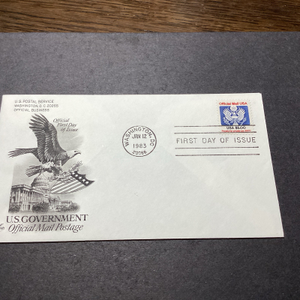 U.S. POSTAL SERVICE
WASHINGTON D C 20260
OFFICIAL BUSINESS
Official
First Day
of Issue
U.S. GOVERNMENT
Official Mail Postage
WASHINGTON, DC
JAN 12
1983
FIRST DAY OF ISSUE
Official Mail USA
USA $5.00